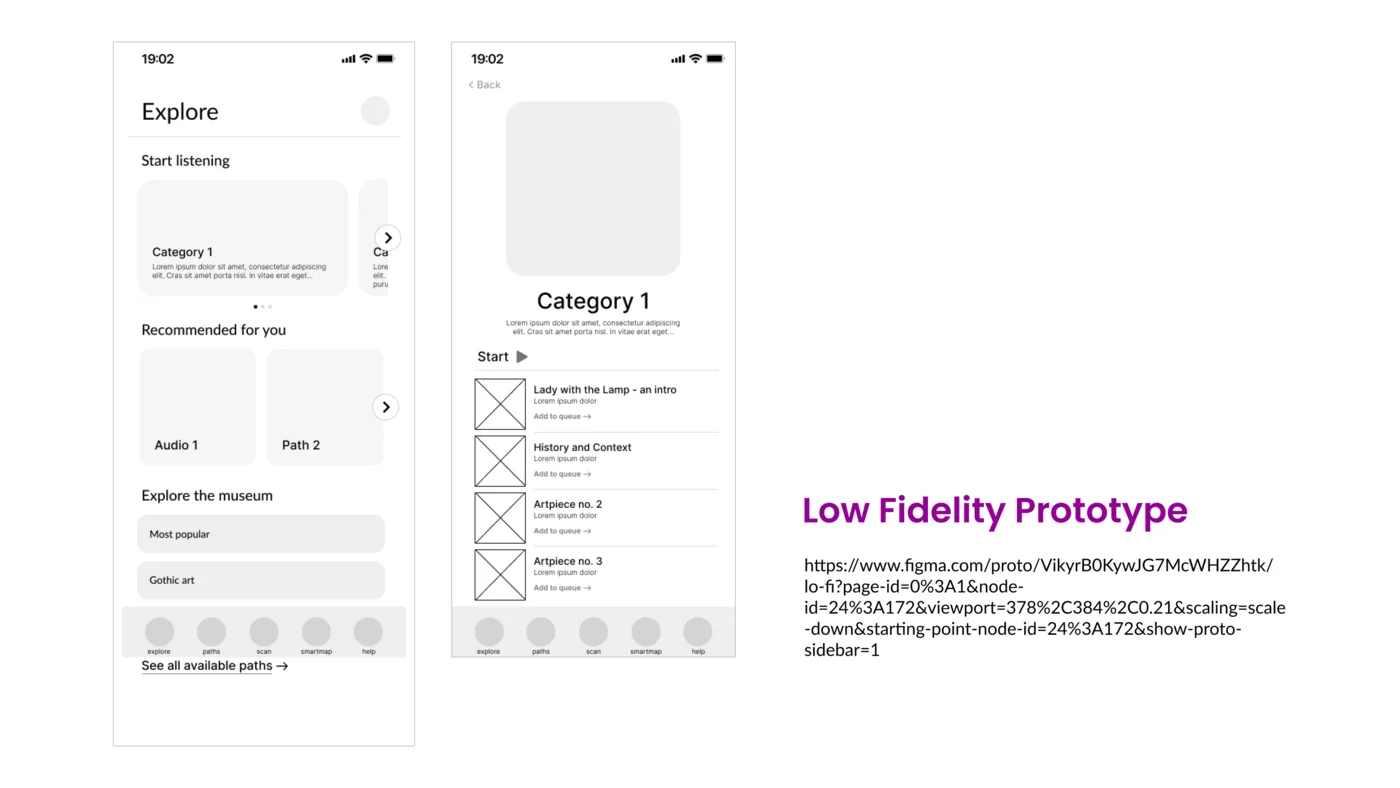 19:02
Explore
Start listening
Category 1
Lorem ipsum dolor sit amet, consectetur adipiscing
elit. Cras sit amet porta nisl. In vitae erat eget...
Ca
Lore
elit.
puru
Recommended for you
Audio 1
Path 2
Explore the museum
Most popular
Gothic art
explore paths scan smartmap help
See all available paths →
19:02
< Back
Category 1
Lorem ipsum dolor sit amet, consectetur adipiscing
elit. Cras sit amet porta nisl. In vitae erat eget...
Start
Lady with the Lamp - an intro
Lorem ipsum dolor
Add to queue →
History and Context
Lorem ipsum dolor
Add to queue →
Artpiece no. 2
Lorem ipsum dolor
Add to queue →
Artpiece no. 3
Lorem ipsum dolor
Add to queue →
explore paths scan smartmap help
Low Fidelity Prototype
https://www.figma.com/proto/VikyrB0KywJG7McWHZZhtk/
lo-fi?page-id=0%3A1&node-
id=24%3A172&viewport=378%2C384%2C0.21&scaling=scale
-down&starting-point-node-id=24%3A172&show-proto-
sidebar=1